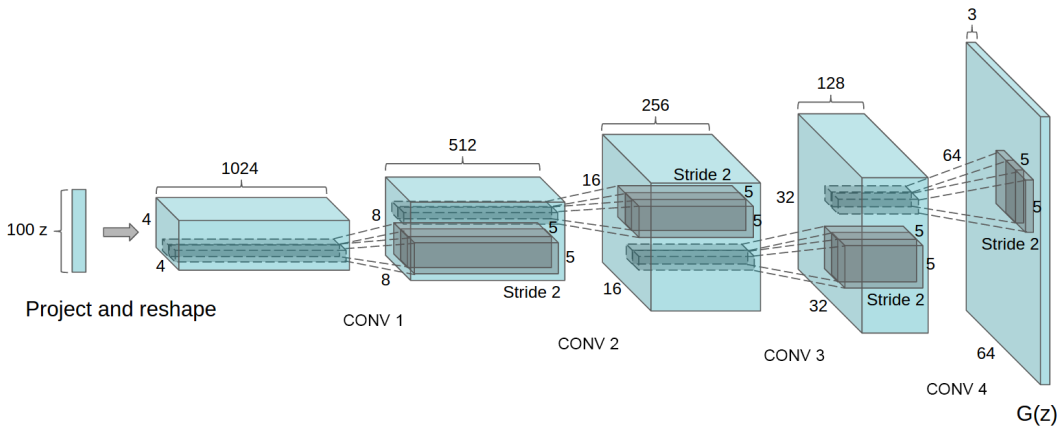 100 z
Project and reshape
1024
4
4
512
8
8
5
5
Stride 2
CONV 1
256
16
16
Stride 2
5
5
CONV 2
128
32
32
5
5
Stride 2
CONV 3
3
64
64
5
5
Stride 2
CONV 4
G(z)